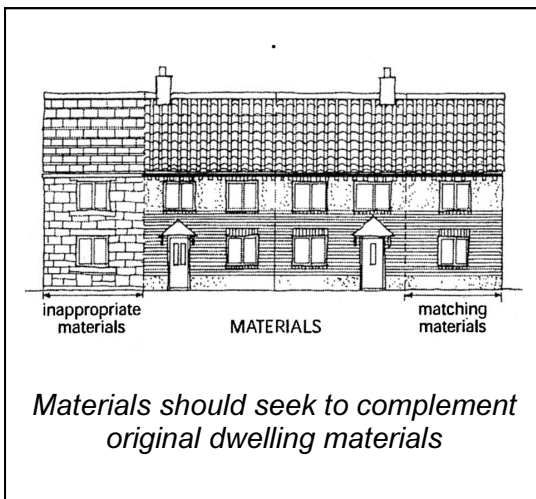 inappropriate
materials
MATERIALS
matching
materials
Materials should seek to complement
original dwelling materials